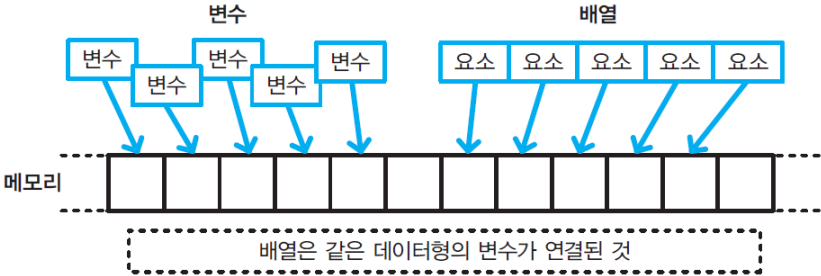 변수
배열
변수
변수
변수
변수
변수
요소 요소 요소 요소 요소
메모리
배열은 같은 데이터형의 변수가 연결된 것